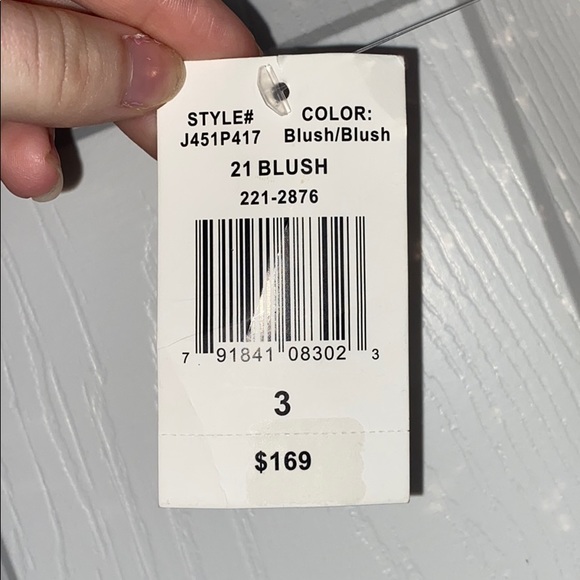 STYLE# COLOR:
J451P417 Blush/Blush
21 BLUSH
221-2876
7 91841 08302 3
3
$169